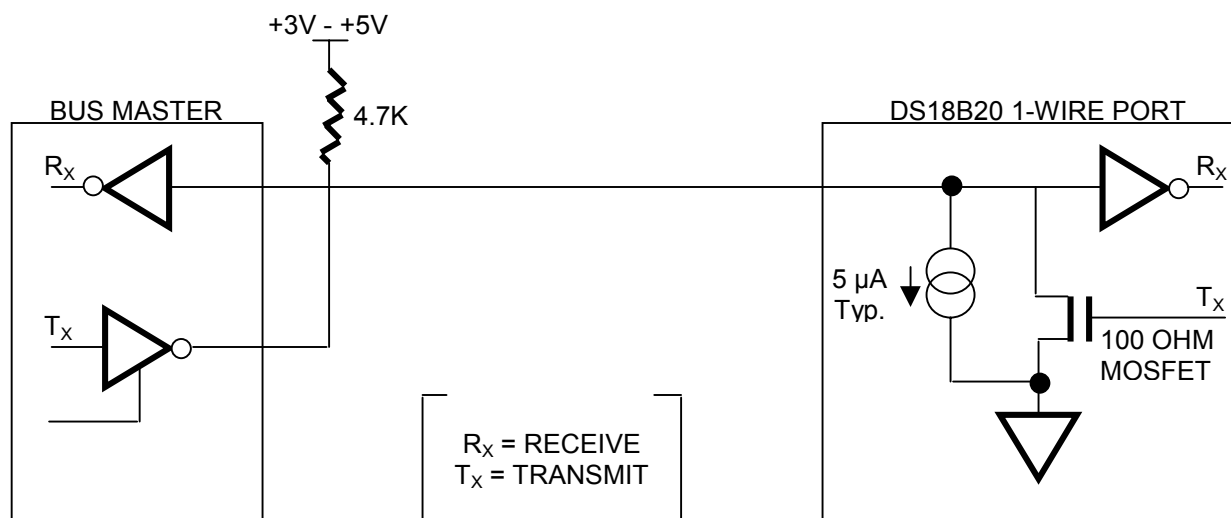 +3V - +5V
4.7K
BUS MASTER
RX
TX
DS18B20 1-WIRE PORT
RX
5 µA
Typ.
TX
100 OHM
MOSFET
RX = RECEIVE
TX = TRANSMIT